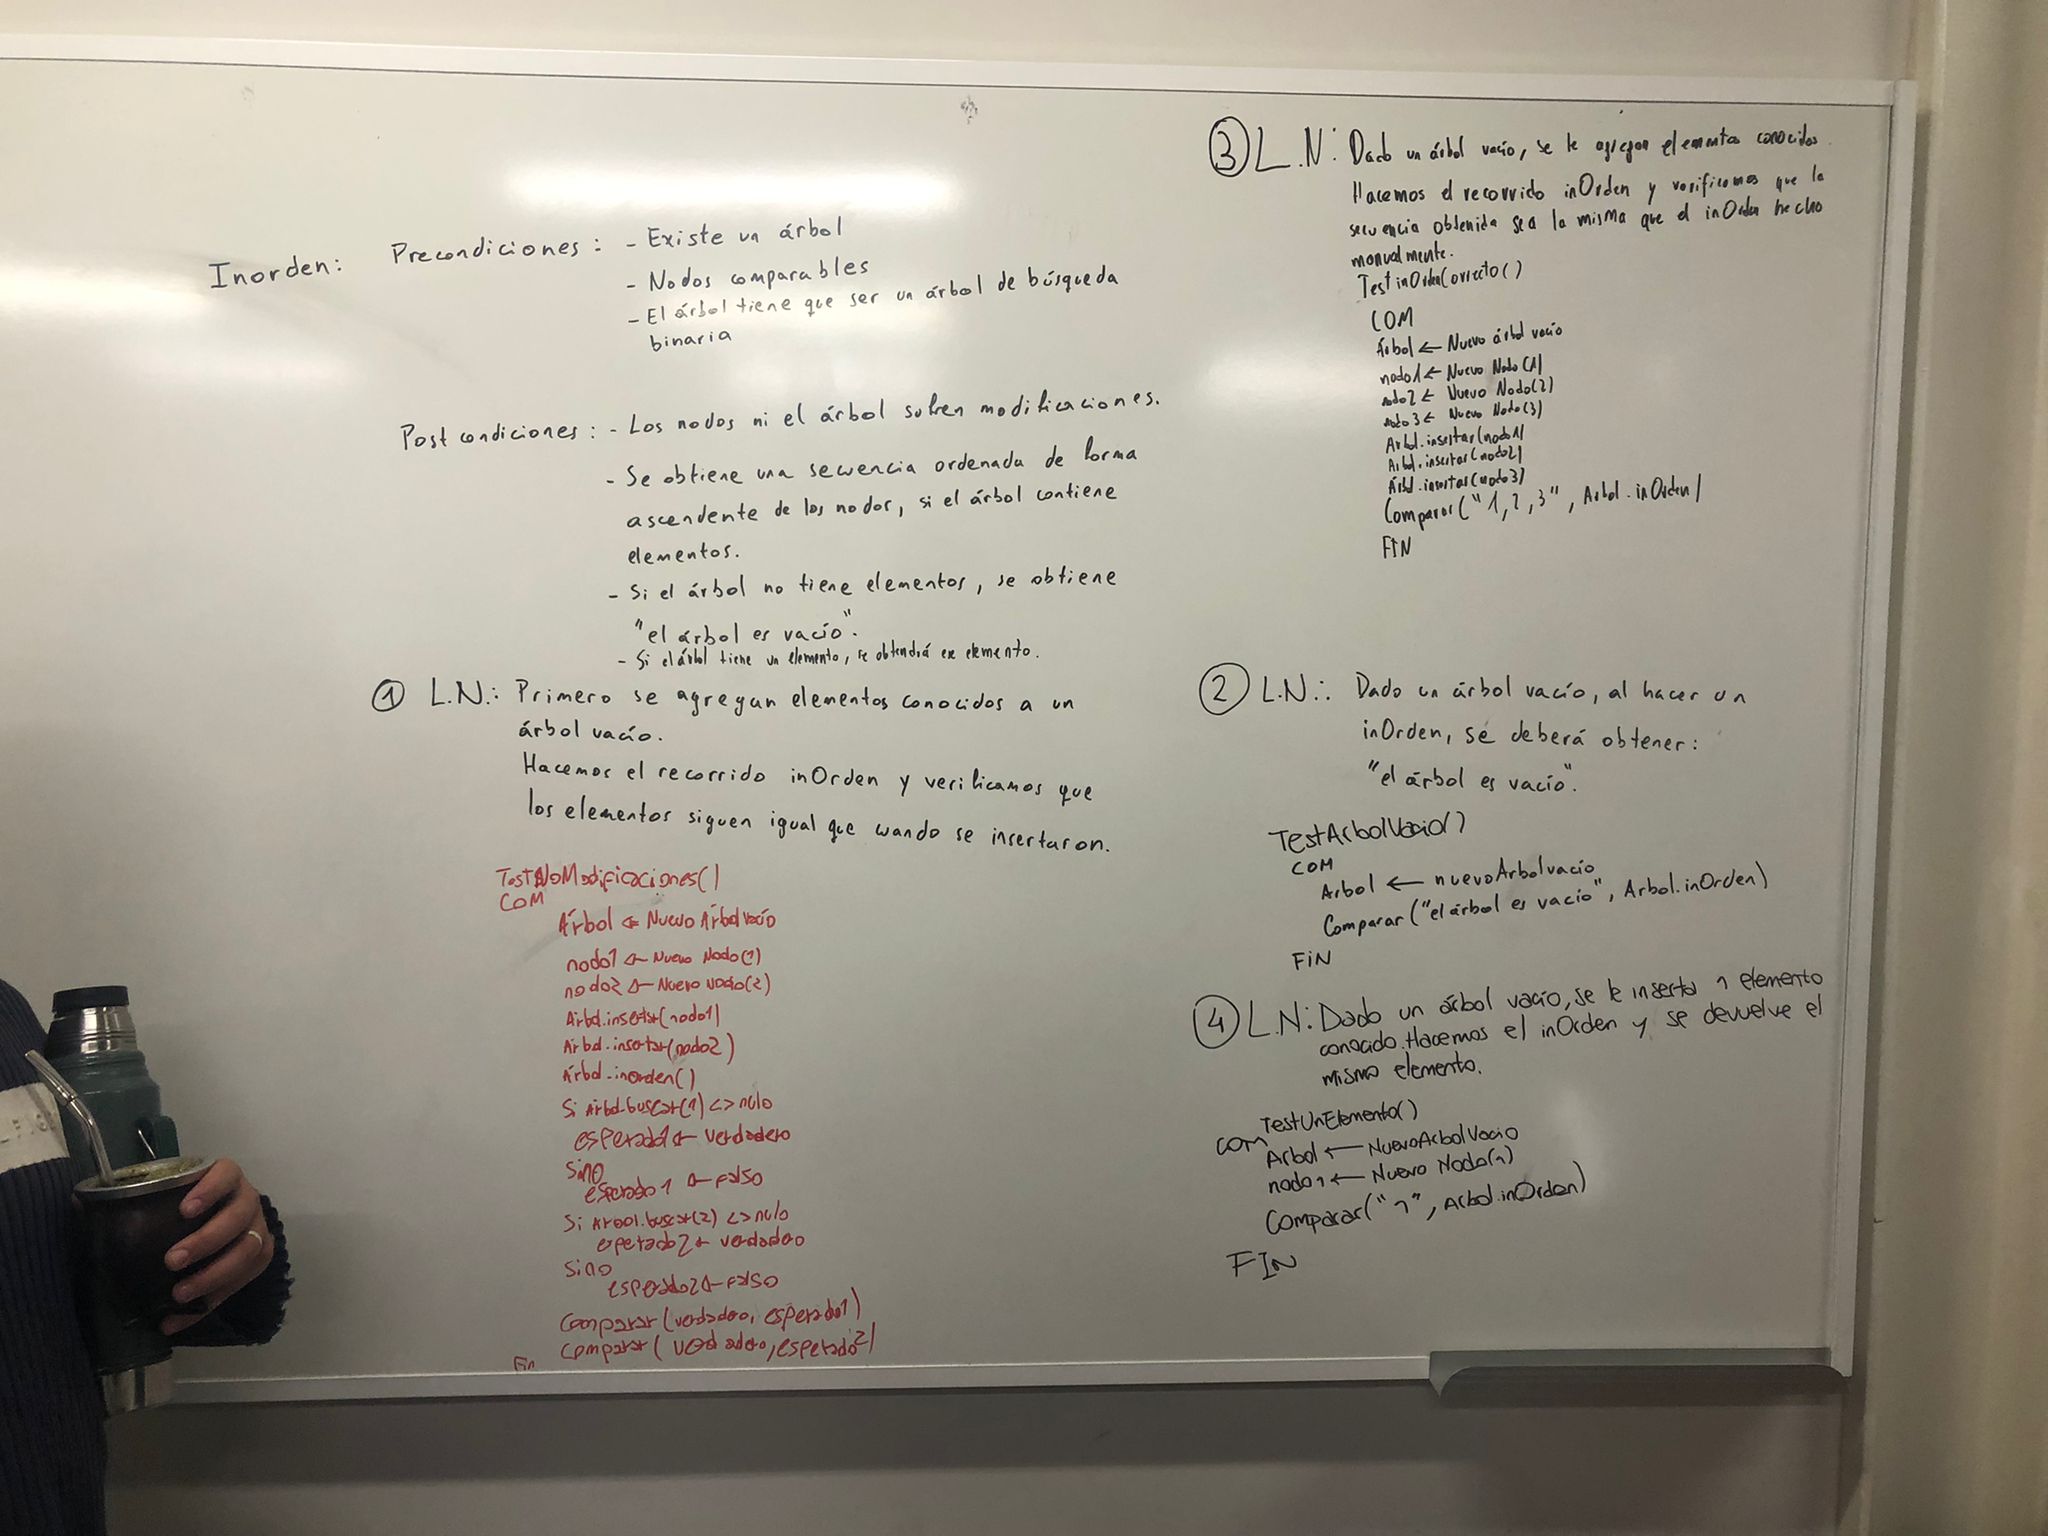 Inorden: Precondiciones: - Existe un árbol
- Nodos comparables
- El árbol tiene que ser un árbol de búsqueda
binaria
Postcondiciones: - Los nodos ni el árbol sufren modificaciones.
- Se obtiene una secuencia ordenada de forma
ascendente de los nodos, si el árbol contiene
elementos.
- Si el árbol no tiene elementos, se obtiene
"el árbol es vacío".
- Si el árbol tiene un elemento, se obtendrá ese elemento.
① L.N.: Primero se agregan elementos conocidos a un
árbol vacío.
Hacemos el recorrido inOrden y verificamos que
los elementos siguen igual que cuando se insertaron.
TestNoModificaciones()
COM
Árbol ← Nuevo Árbolvacío
nodo1 ← Nuevo Nodo(1)
nodo2 ← Nuevo Nodo(2)
Árbol.insertar(nodo1)
Árbol.insertar(nodo2)
Árbol.inorden()
Si Árbol.buscar(1) <> nulo
esperado1 ← verdadero
Sino
esperado1 ← falso
Si Árbol.buscar(2) <> nulo
esperado2 ← verdadero
Sino
esperado2 ← falso
Comparar(verdadero, esperado1)
Comparar(verdadero, esperado2)
Fin
③ L.N: Dado un árbol vacío, se le agregan elementos conocidos.
Hacemos el recorrido inOrden y verificamos que la
secuencia obtenida sea la misma que el inOrden hecho
manualmente.
TestinOrdenCorrecto()
COM
Árbol ← Nuevo árbol vacío
nodo1 ← Nuevo Nodo(1)
nodo2 ← Nuevo Nodo(2)
nodo3 ← Nuevo Nodo(3)
Arbol.insertar(nodo1)
Arbol.insertar(nodo2)
Árbol.insertar(nodo3)
Comparar("1,2,3", Arbol.inOrden)
FIN
② L.N.: Dado un árbol vacío, al hacer un
inOrden, se deberá obtener:
"el árbol es vacío".
TestArbolVacio()
COM
Arbol ← nuevoArbolvacío
Comparar("el árbol es vacío", Arbol.inOrden)
FiN
④ L.N: Dado un árbol vacío, se le inserta 1 elemento
conocido. Hacemos el inOrden y se devuelve el
mismo elemento.
TestUnElemento()
COM
Arbol ← NuevoArbolVacio
nodo1 ← Nuevo Nodo(1)
Comparar("1", Arbol.inOrden)
FIN